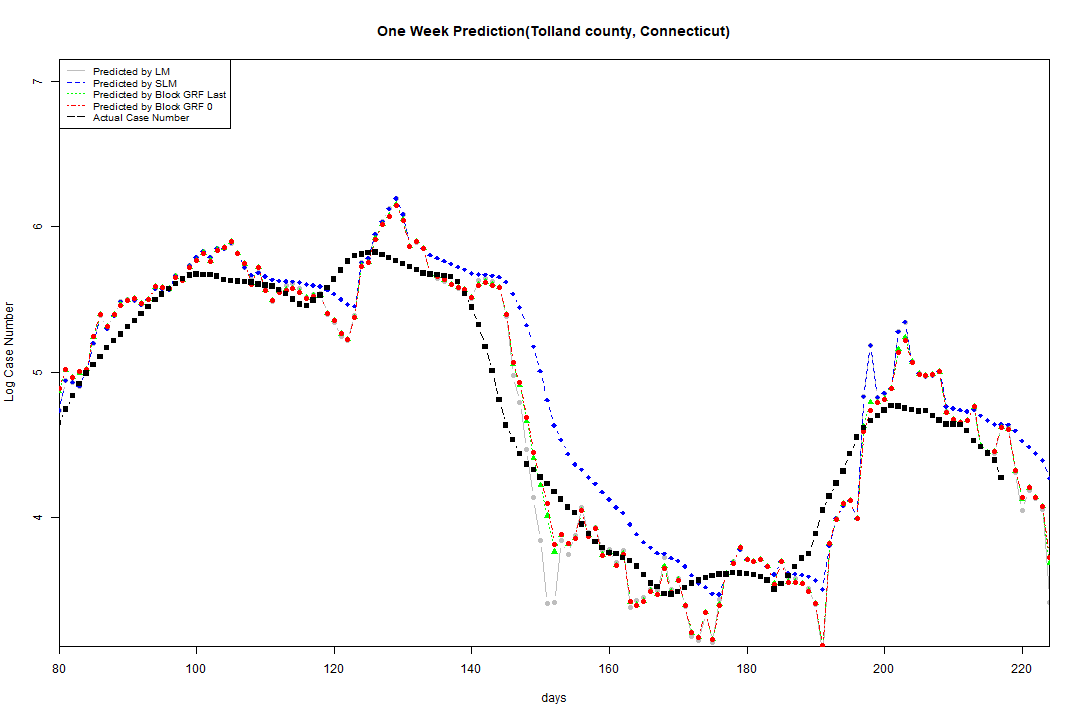 One Week Prediction(Tolland county, Connecticut)
Predicted by LM
Predicted by SLM
Predicted by Block GRF Last
Predicted by Block GRF 0
Actual Case Number
7
6
5
4
Log Case Number
80 100 120 140 160 180 200 220
days